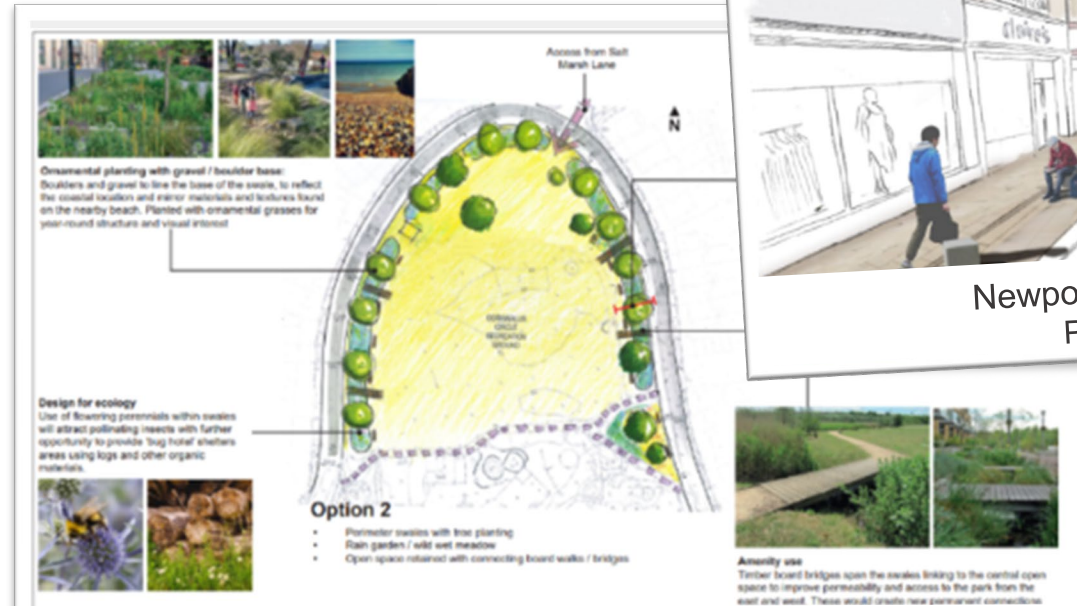 Access from Salt
Marsh Lane
N
Ornamental planting with gravel / boulder base:
Boulders and gravel to line the base of the swale, to reflect
the coastal location and mirror materials and textures found
on the nearby beach. Planted with ornamental grasses for
year-round structure and visual interest
CORNWALLIS
CIRCLE
RECREATION
GROUND
Design for ecology
Use of flowering perennials within swales
will attract pollinating insects with further
opportunity to provide 'bug hotel' shelters
areas using logs and other organic
materials.
Option 2
• Perimeter swales with tree planting
• Rain garden / wild wet meadow
• Open space retained with connecting board walks / bridges
Newpo
F
Amenity use
Timber board bridges span the swales linking to the central open
space to improve permeability and access to the park from the
east and west. These would create new permanent connections